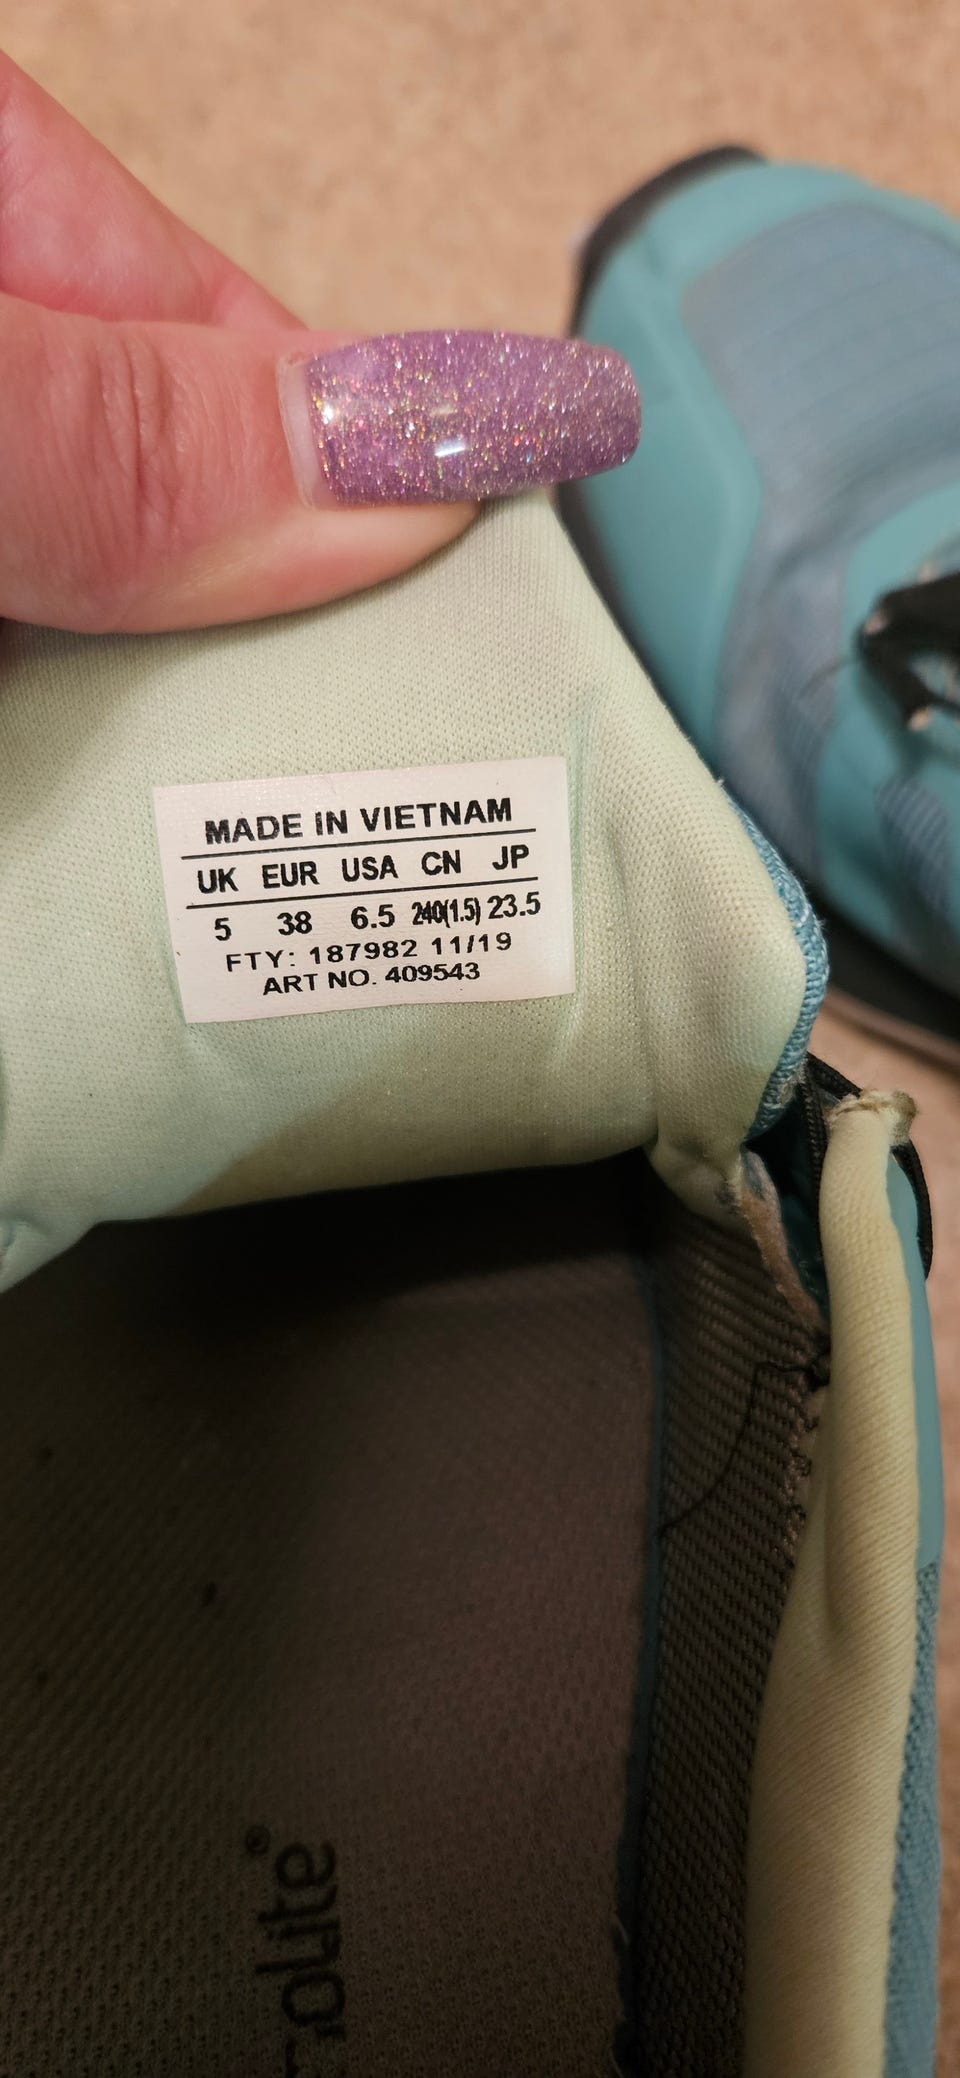 MADE IN VIETNAM
UK EUR USA CN JP
5 38 6.5 240(1.5) 23.5
FTY: 187982 11/19
ART NO. 409543